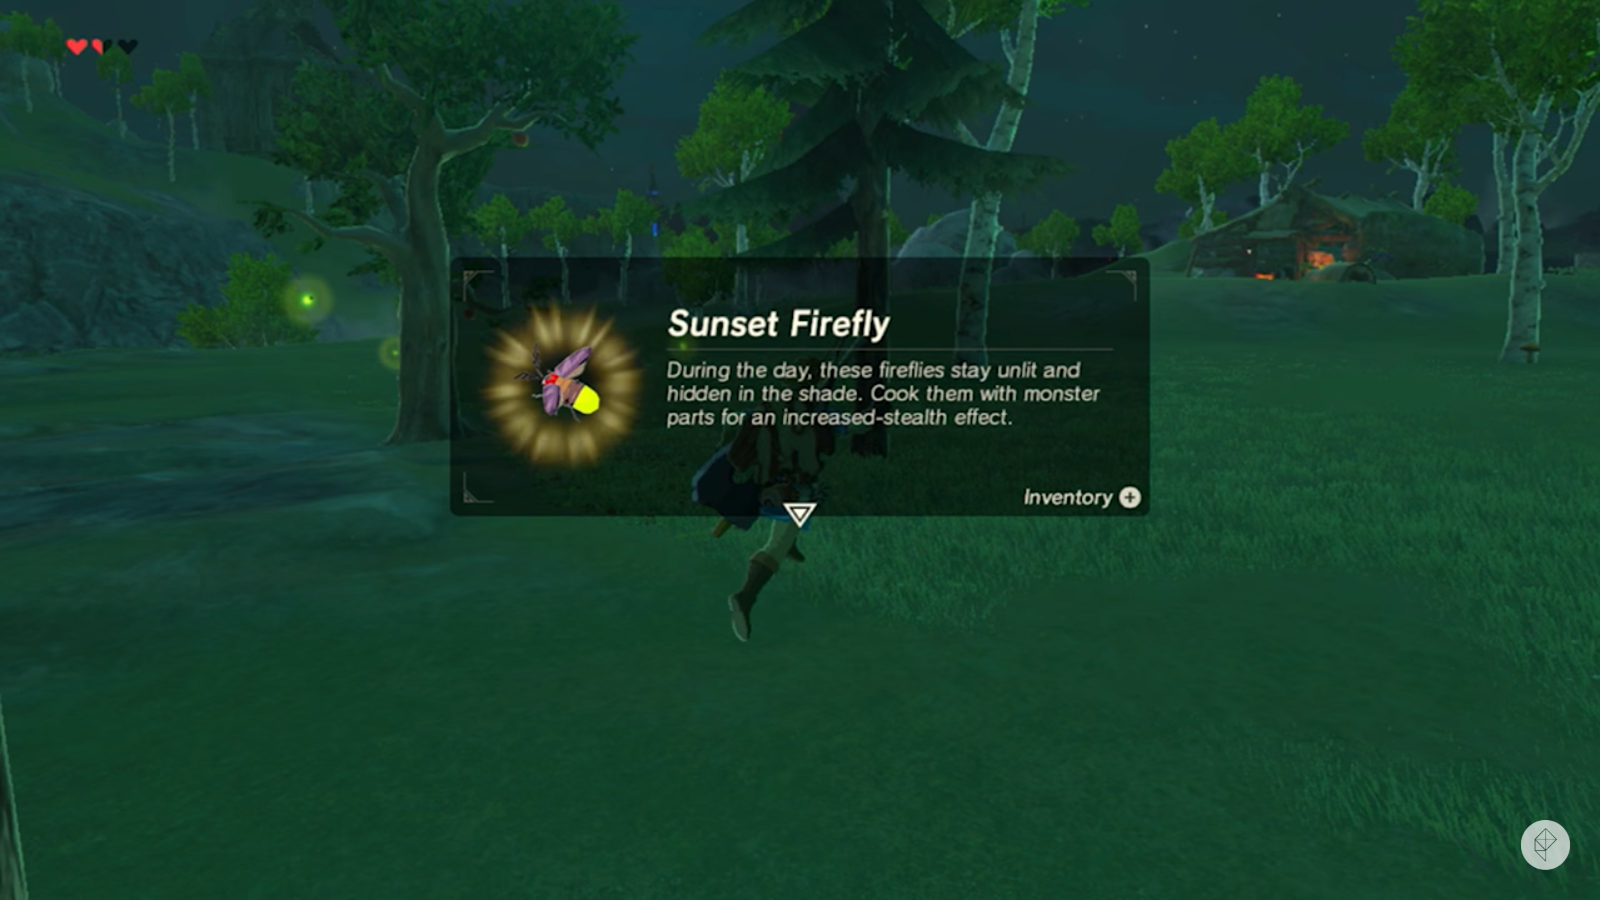 Sunset Firefly
During the day, these fireflies stay unlit and
hidden in the shade. Cook them with monster
parts for an increased-stealth effect.
Inventory